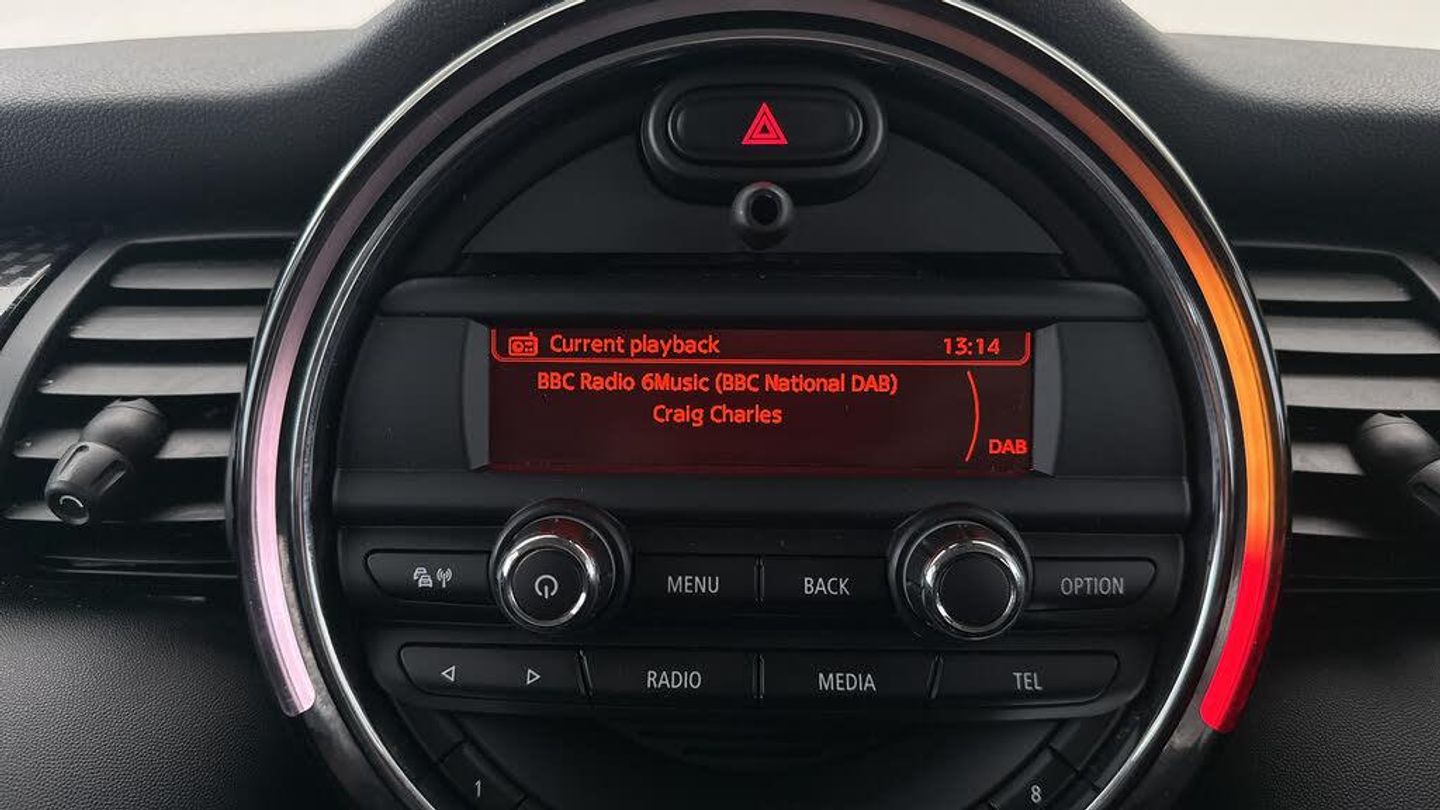 Current playback 13:14
BBC Radio 6Music (BBC National DAB)
Craig Charles
DAB
MENU BACK OPTION
RADIO MEDIA TEL
1 8